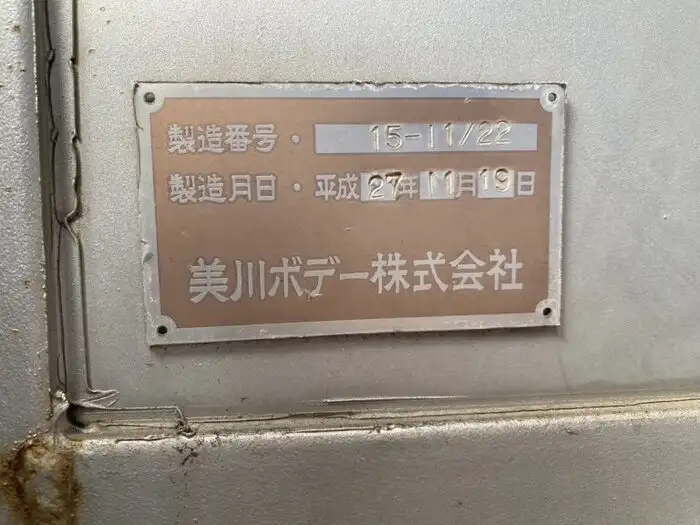 製造番号・ 15-11/22
製造月日・平成27年11月19日
美川ボデー株式会社